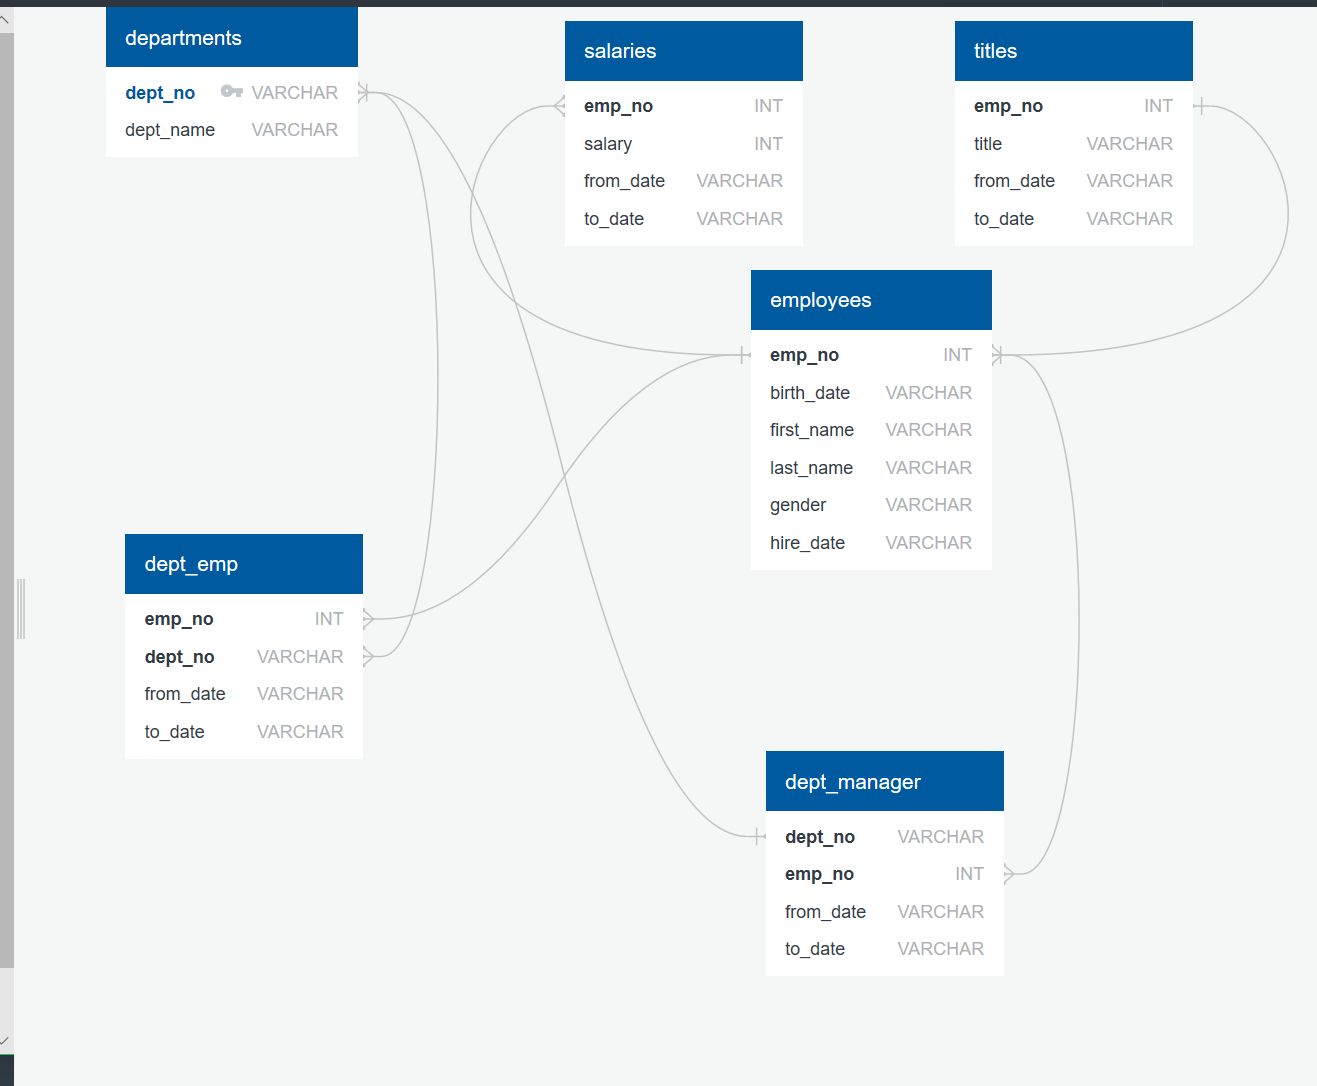 departments
dept_no VARCHAR
dept_name VARCHAR
salaries
emp_no INT
salary INT
from_date VARCHAR
to_date VARCHAR
titles
emp_no INT
title VARCHAR
from_date VARCHAR
to_date VARCHAR
employees
emp_no INT
birth_date VARCHAR
first_name VARCHAR
last_name VARCHAR
gender VARCHAR
hire_date VARCHAR
dept_emp
emp_no INT
dept_no VARCHAR
from_date VARCHAR
to_date VARCHAR
dept_manager
dept_no VARCHAR
emp_no INT
from_date VARCHAR
to_date VARCHAR